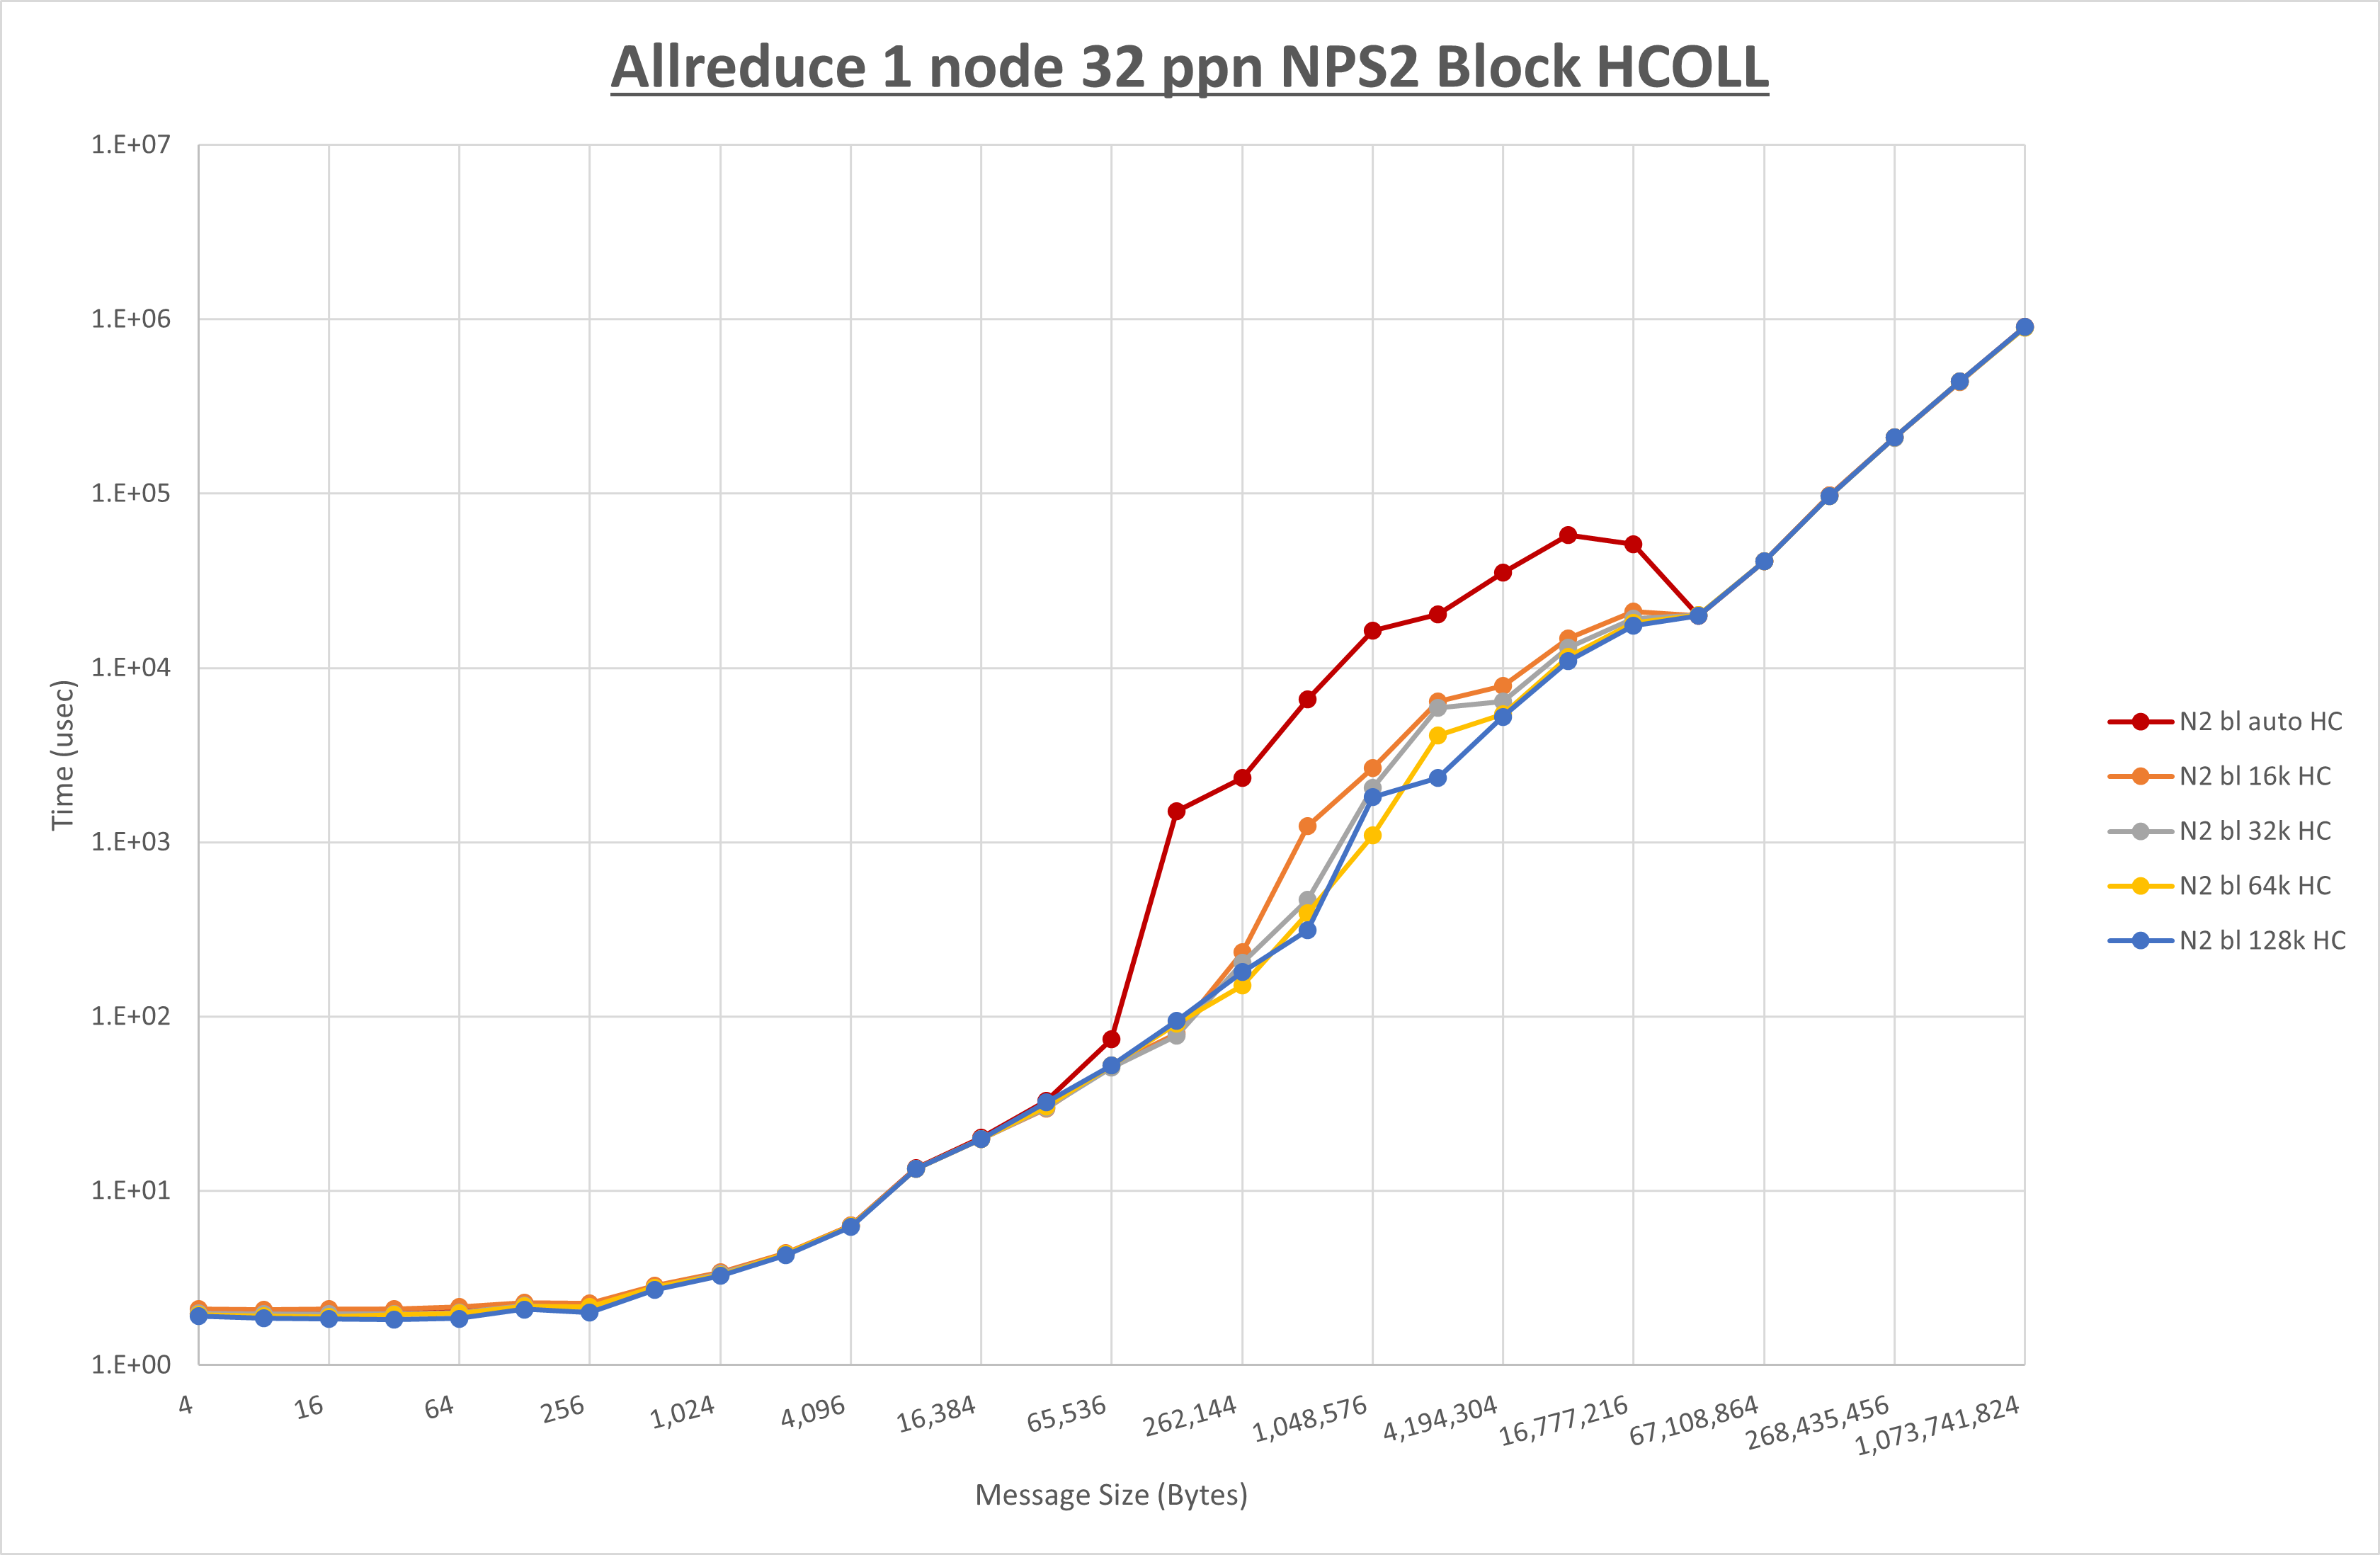 Allreduce 1 node 32 ppn NPS2 Block HCOLL
1.E+07
1.E+06
1.E+05
1.E+04
1.E+03
1.E+02
1.E+01
1.E+00
Time (usec)
4
16
64
256
1,024
4,096
16,384
65,536
262,144
1,048,576
4,194,304
16,777,216
67,108,864
268,435,456
1,073,741,824
Message Size (Bytes)
N2 bl auto HC
N2 bl 16k HC
N2 bl 32k HC
N2 bl 64k HC
N2 bl 128k HC